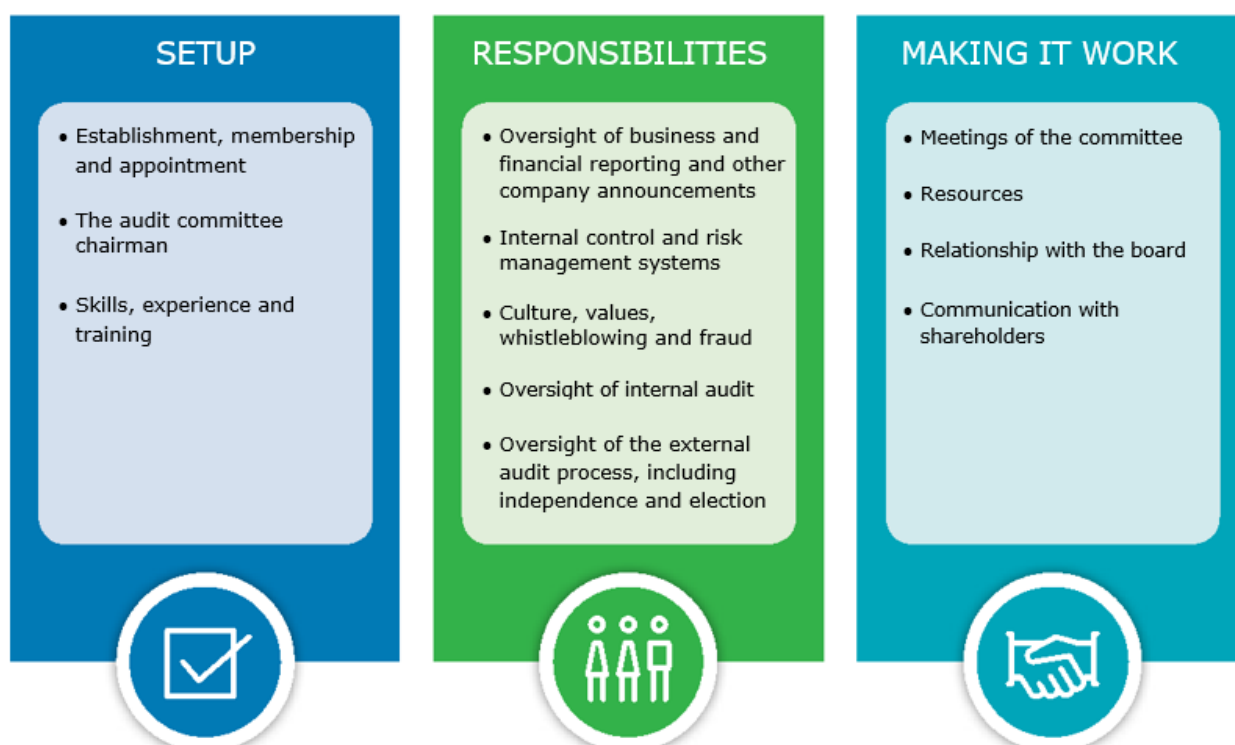 SETUP
• Establishment, membership
and appointment
• The audit committee
chairman
• Skills, experience and
training
RESPONSIBILITIES
• Oversight of business and
financial reporting and other
company announcements
• Internal control and risk
management systems
• Culture, values,
whistleblowing and fraud
• Oversight of internal audit
• Oversight of the external
audit process, including
independence and election
MAKING IT WORK
• Meetings of the committee
• Resources
• Relationship with the board
• Communication with
shareholders